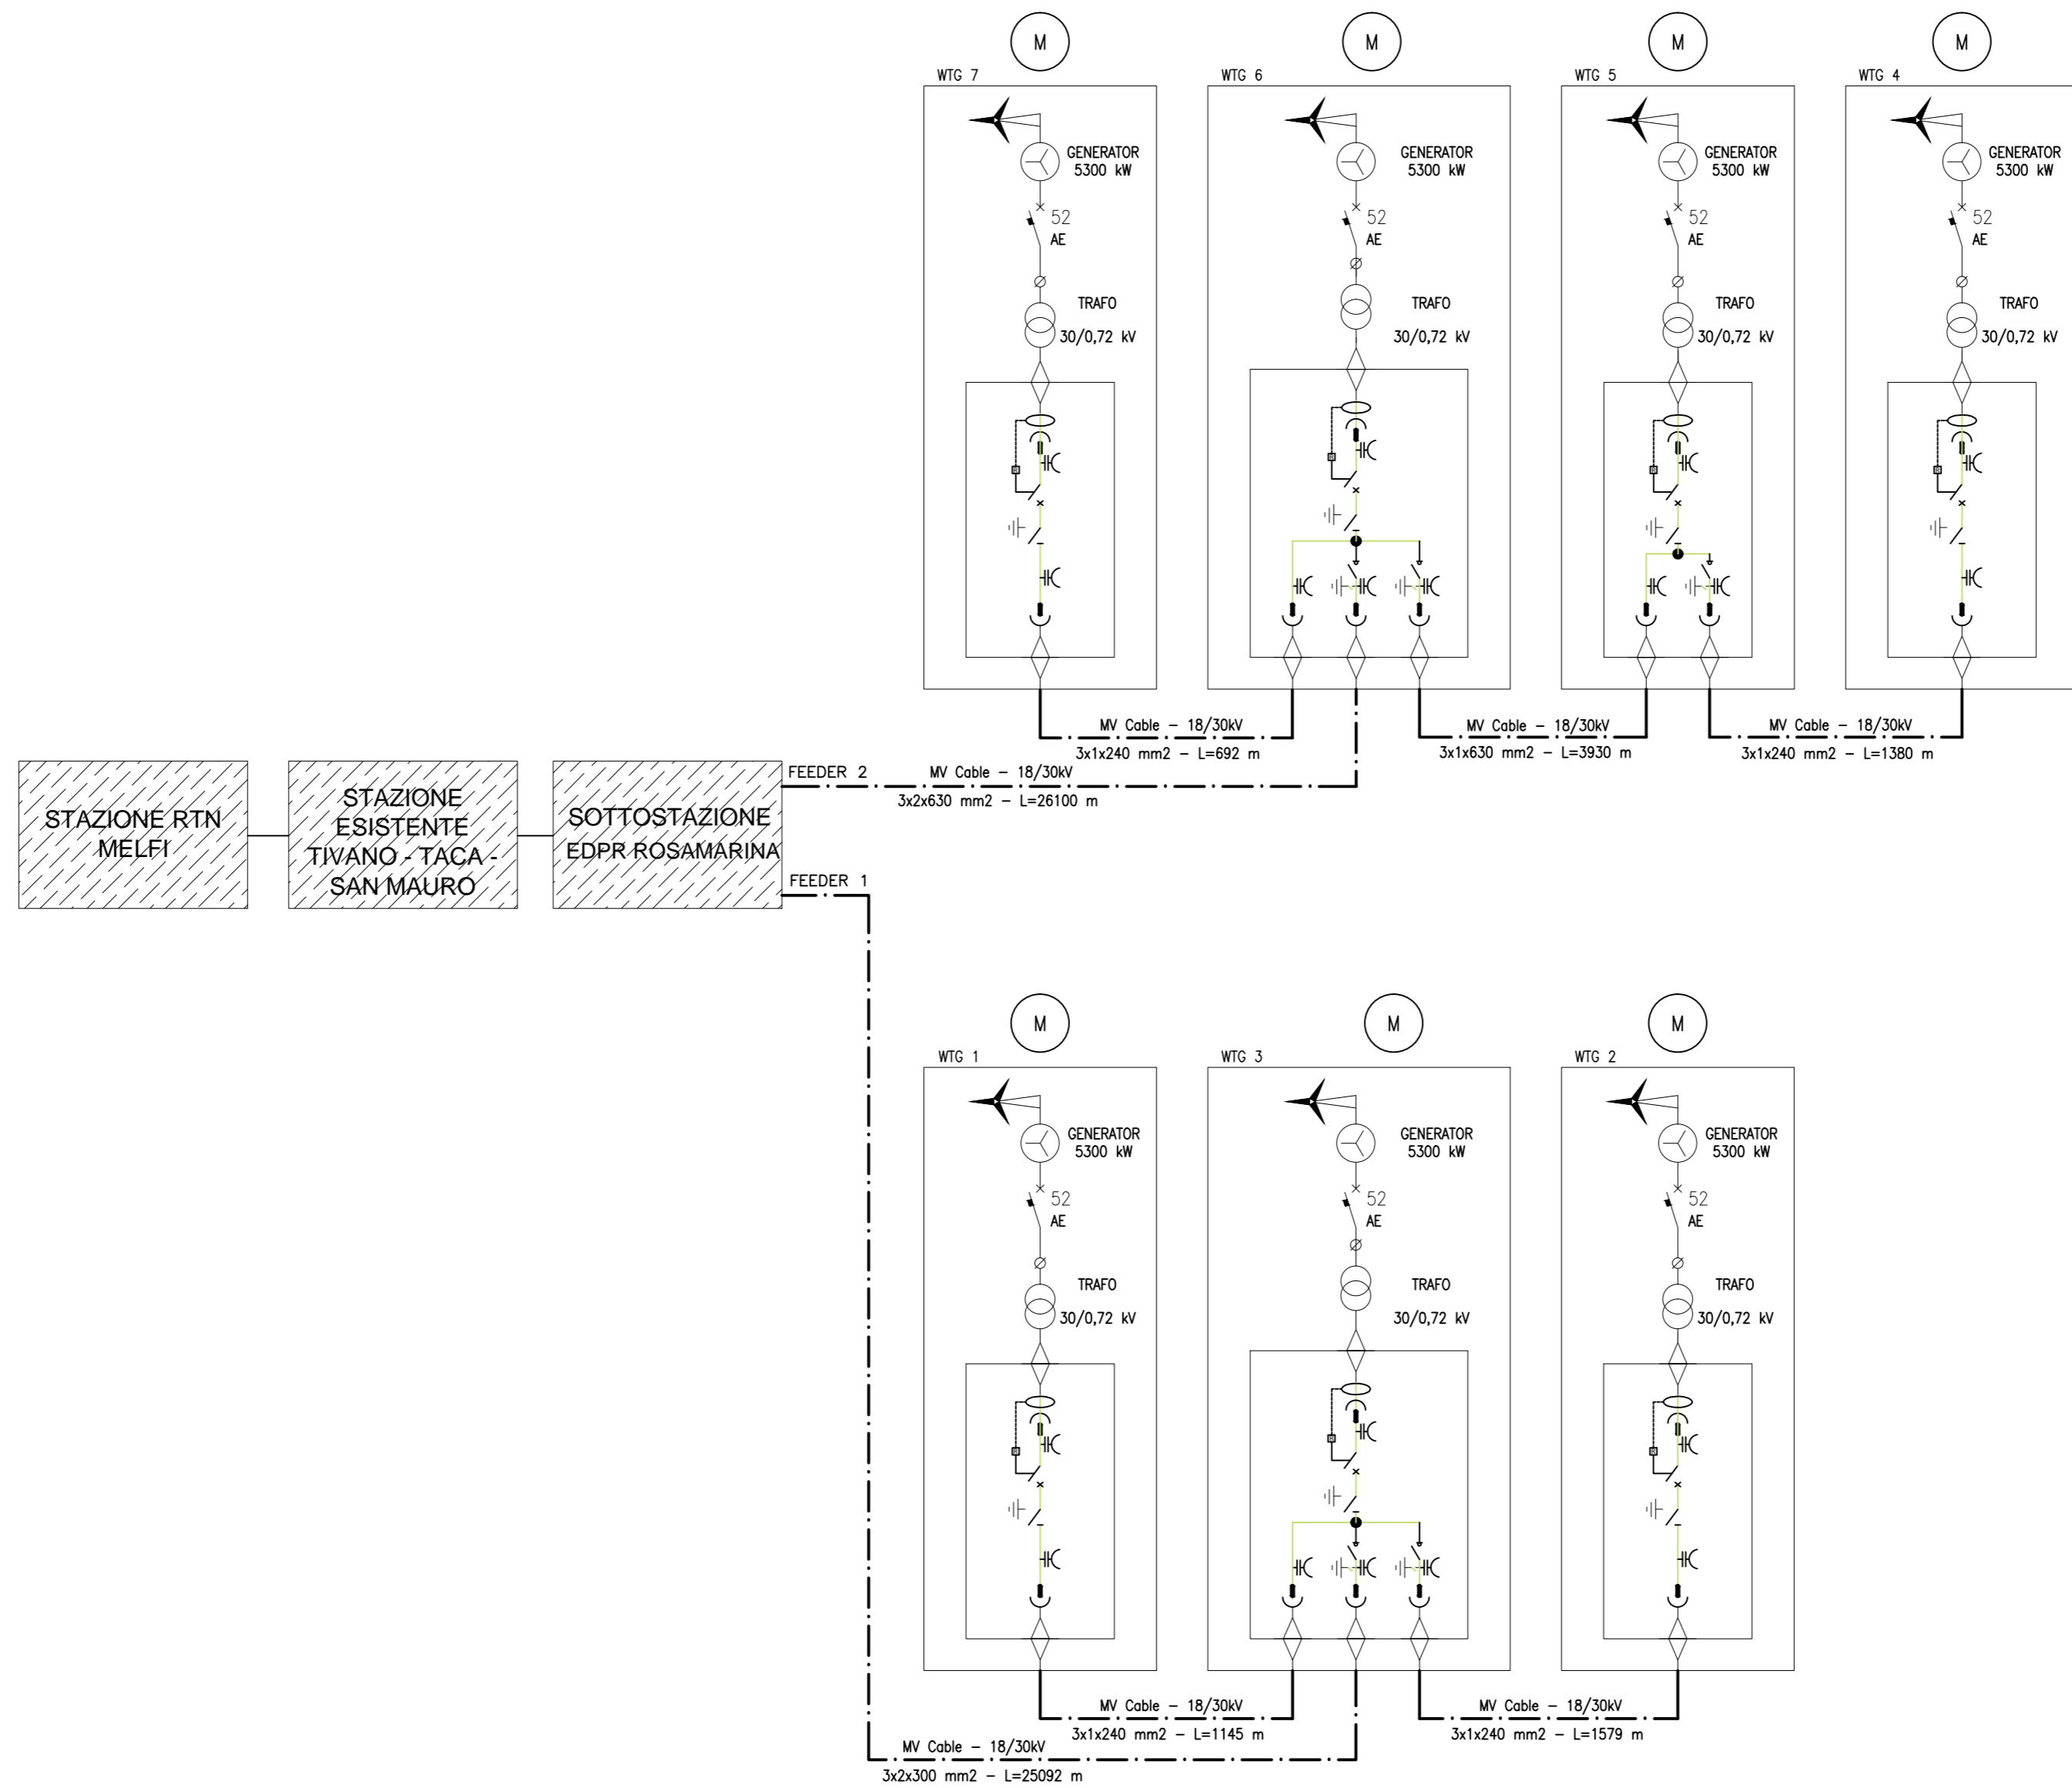 M
M
M
M
WTG 7
WTG 6
WTG 5
WTG 4
GENERATOR
5300 kW
GENERATOR
5300 kW
GENERATOR
5300 kW
GENERATOR
5300 kW
52
AE
52
AE
52
AE
52
AE
TRAFO
30/0,72 kV
TRAFO
30/0,72 kV
TRAFO
30/0,72 kV
TRAFO
30/0,72 kV
MV Cable - 18/30kV
3x1x240 mm2 - L=692 m
MV Cable - 18/30kV
3x1x630 mm2 - L=3930 m
MV Cable - 18/30kV
3x1x240 mm2 - L=1380 m
FEEDER 2
MV Cable - 18/30kV
3x2x630 mm2 - L=26100 m
STAZIONE RTN
MELFI
STAZIONE
ESISTENTE
TIVANO - TACA -
SAN MAURO
SOTTOSTAZIONE
EDPR ROSAMARINA
FEEDER 1
M
M
M
WTG 1
WTG 3
WTG 2
GENERATOR
5300 kW
GENERATOR
5300 kW
GENERATOR
5300 kW
52
AE
52
AE
52
AE
TRAFO
30/0,72 kV
TRAFO
30/0,72 kV
TRAFO
30/0,72 kV
MV Cable - 18/30kV
3x1x240 mm2 - L=1145 m
MV Cable - 18/30kV
3x1x240 mm2 - L=1579 m
MV Cable - 18/30kV
3x2x300 mm2 - L=25092 m